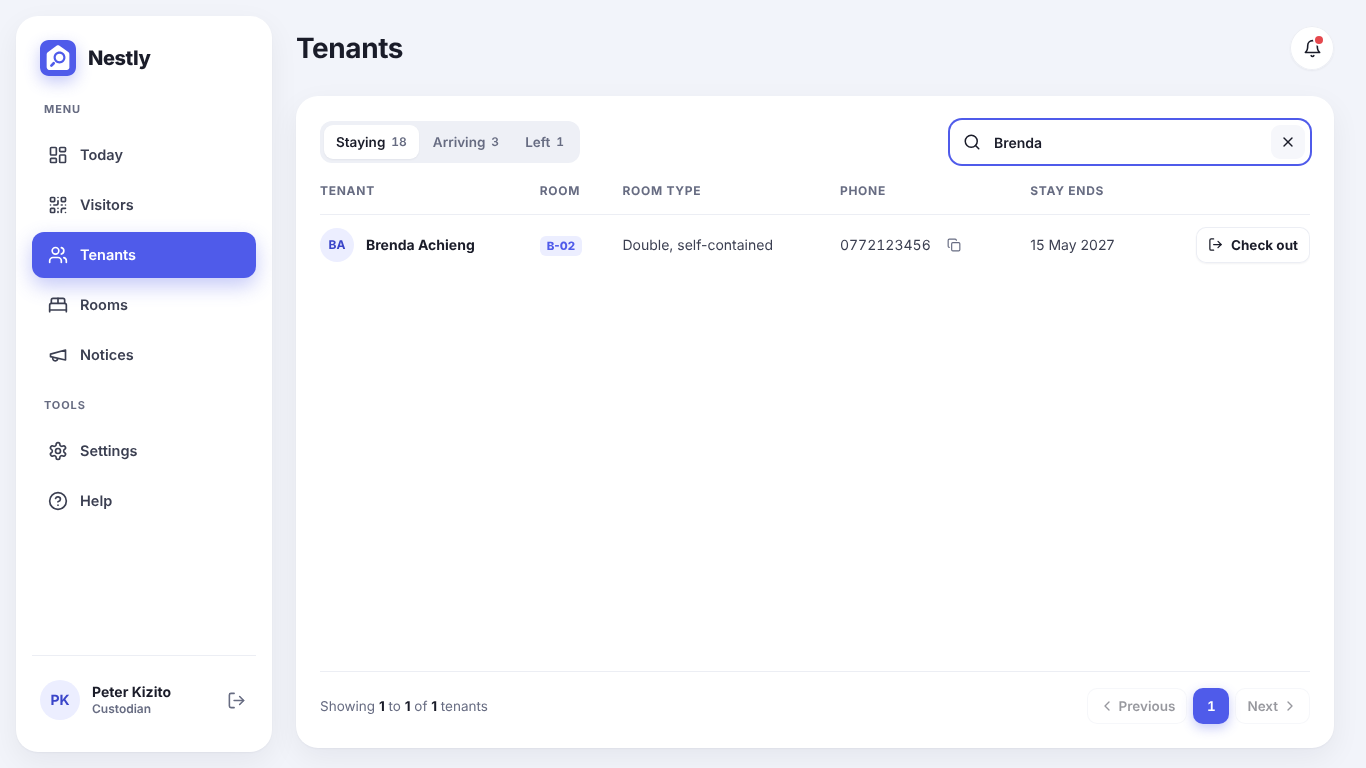 Nestly
MENU
Today
Visitors
Tenants
Rooms
Notices
TOOLS
Settings
Help
PK
Peter Kizito
Custodian
Tenants
Staying 18 Arriving 3 Left 1
Brenda
TENANT ROOM ROOM TYPE PHONE STAY ENDS
BA Brenda Achieng B-02 Double, self-contained 0772123456 15 May 2027 Check out
Showing 1 to 1 of 1 tenants
Previous 1 Next